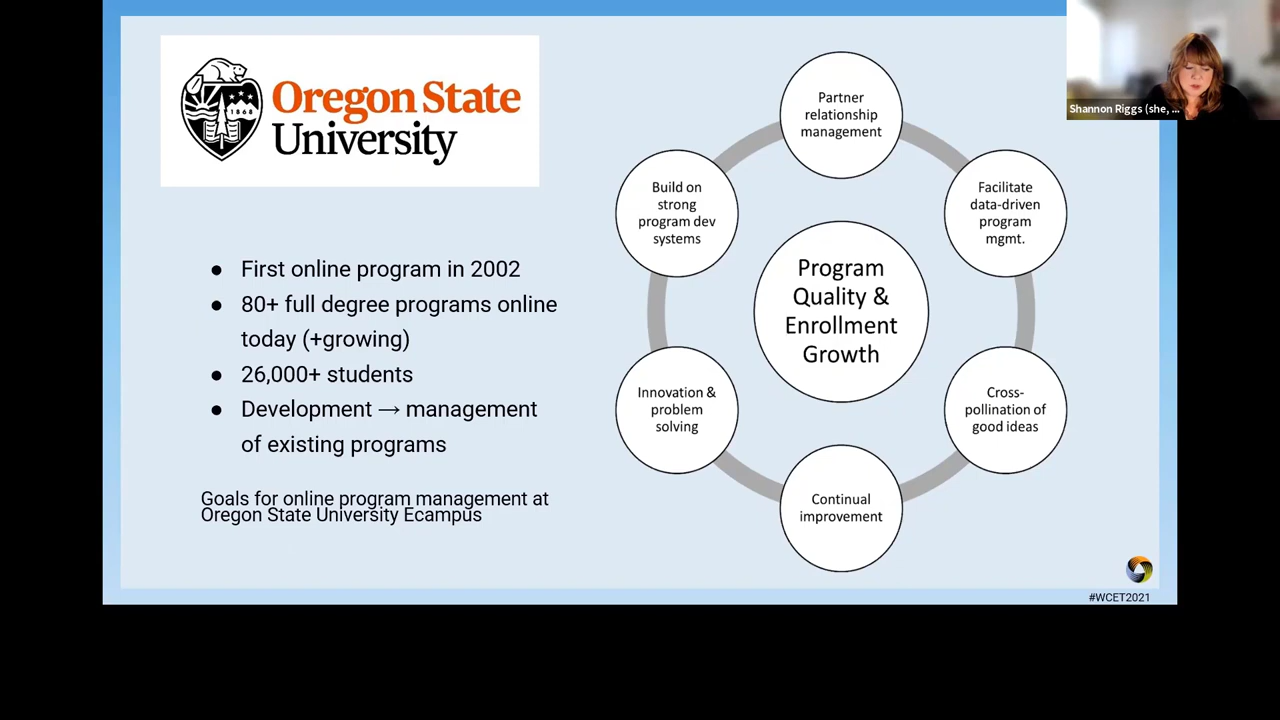 Oregon State
University
1868
First online program in 2002
80+ full degree programs online
today (+growing)
26,000+ students
Development → management
of existing programs
Goals for online program management at
Oregon State University Ecampus
Partner
relationship
management
Build on
strong
program dev
systems
Facilitate
data-driven
program
mgmt.
Program
Quality &
Enrollment
Growth
Innovation &
problem
solving
Cross-
pollination of
good ideas
Continual
improvement
#WCET2021
Shannon Riggs (she, ...